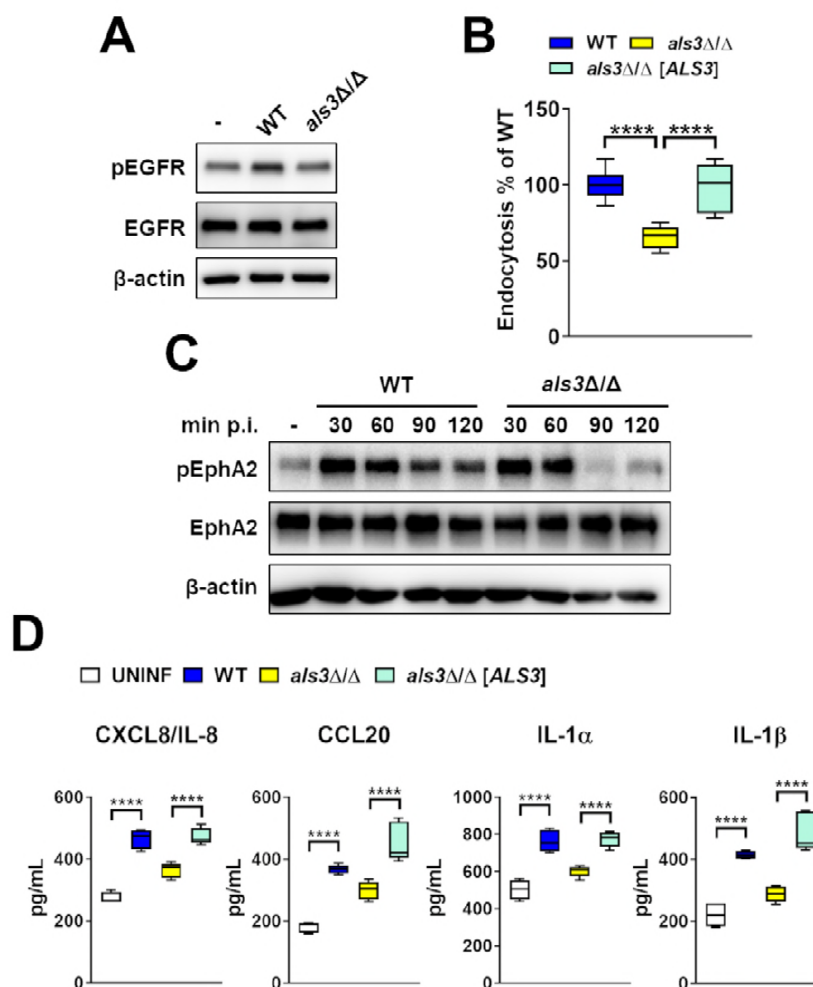 A
- WT als3Δ/Δ
pEGFR
EGFR
β-actin
B
WT als3Δ/Δ
als3Δ/Δ [ALS3]
Endocytosis % of WT
150
100
50
0
**** ****
C
WT als3Δ/Δ
min p.i. - 30 60 90 120 30 60 90 120
pEphA2
EphA2
β-actin
D
UNINF WT als3Δ/Δ als3Δ/Δ [ALS3]
CXCL8/IL-8
pg/mL
600
400
200
0
**** ****
CCL20
pg/mL
600
400
200
0
**** ****
IL-1α
pg/mL
1000
800
600
400
200
0
**** ****
IL-1β
pg/mL
600
400
200
0
**** ****